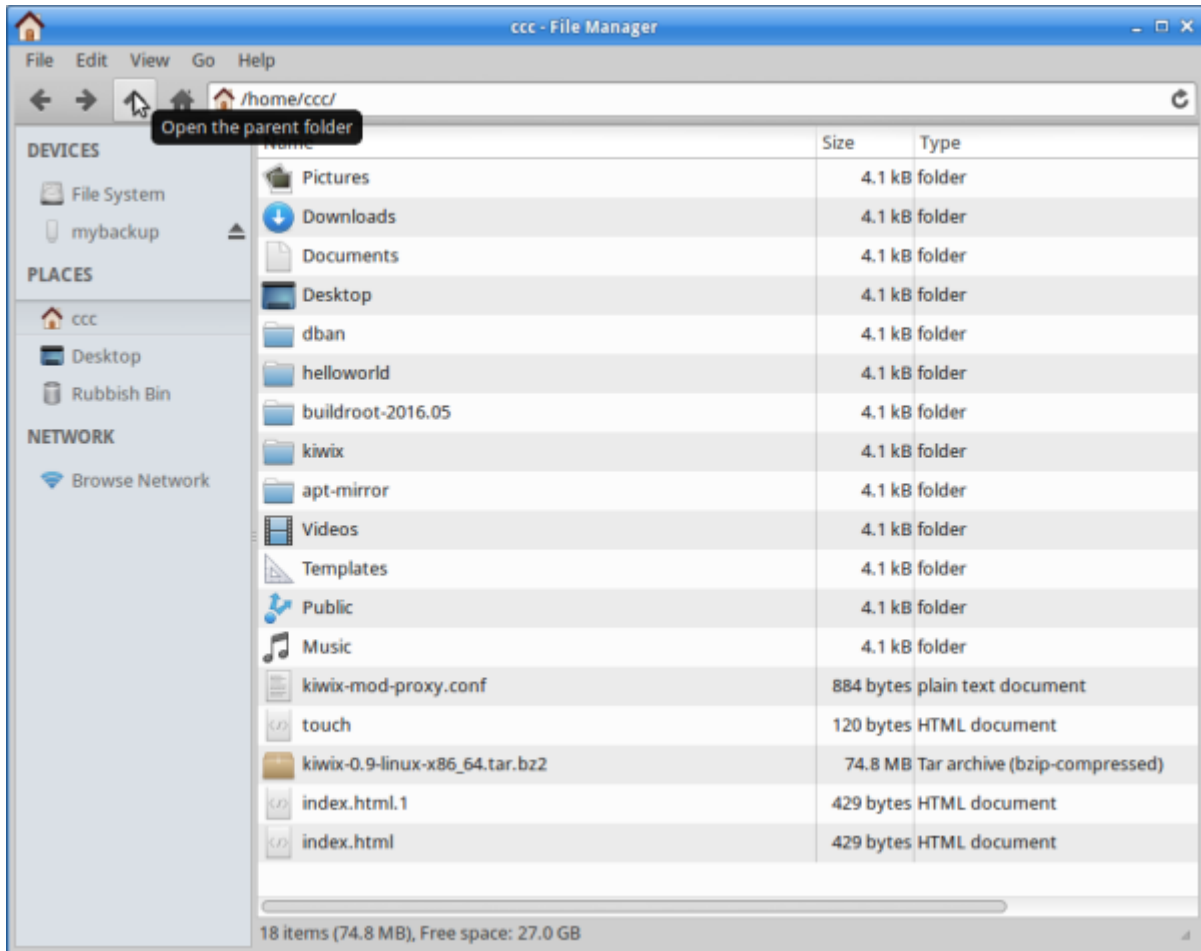 ccc - File Manager
File Edit View Go Help
/home/ccc/
Open the parent folder
DEVICES
File System
mybackup
PLACES
ccc
Desktop
Rubbish Bin
NETWORK
Browse Network
Name Size Type
Pictures 4.1 kB folder
Downloads 4.1 kB folder
Documents 4.1 kB folder
Desktop 4.1 kB folder
dban 4.1 kB folder
helloworld 4.1 kB folder
buildroot-2016.05 4.1 kB folder
kiwix 4.1 kB folder
apt-mirror 4.1 kB folder
Videos 4.1 kB folder
Templates 4.1 kB folder
Public 4.1 kB folder
Music 4.1 kB folder
kiwix-mod-proxy.conf 884 bytes plain text document
touch 120 bytes HTML document
kiwix-0.9-linux-x86_64.tar.bz2 74.8 MB Tar archive (bzip-compressed)
index.html.1 429 bytes HTML document
index.html 429 bytes HTML document
18 items (74.8 MB), Free space: 27.0 GB